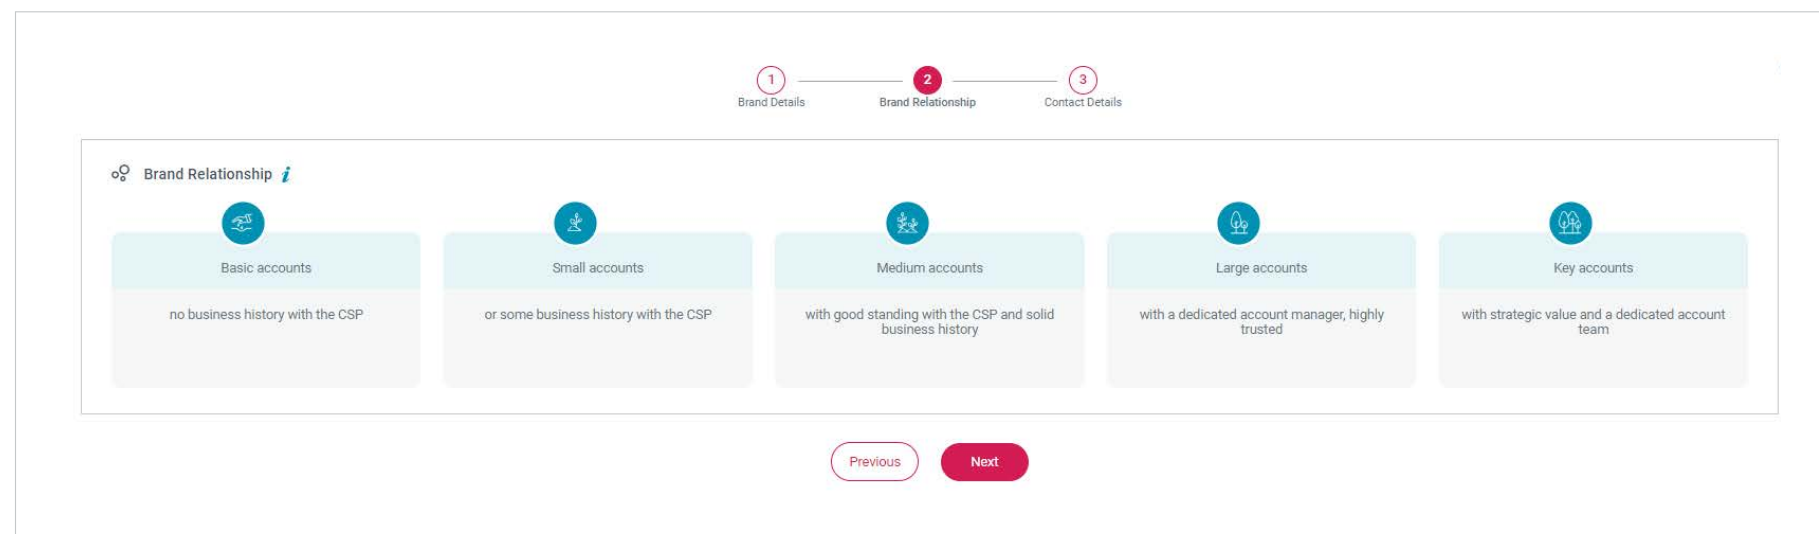 1
2
3
Brand Details
Brand Relationship
Contact Details
Brand Relationship i
Basic accounts
no business history with the CSP
Small accounts
or some business history with the CSP
Medium accounts
with good standing with the CSP and solid
business history
Large accounts
with a dedicated account manager, highly
trusted
Key accounts
with strategic value and a dedicated account
team
Previous
Next